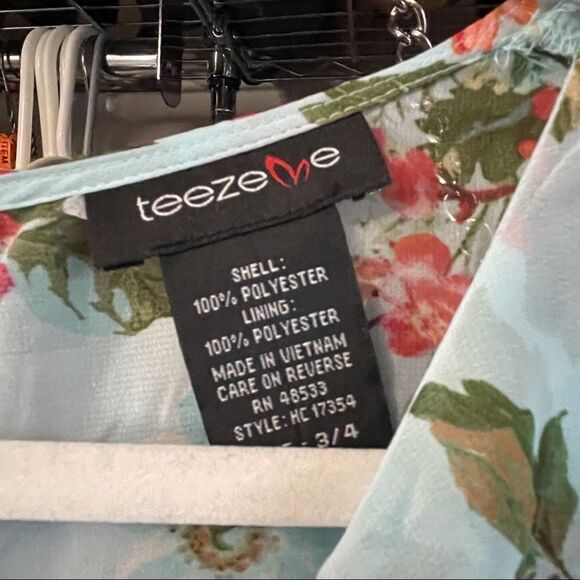 teezeme
SHELL:
100% POLYESTER
LINING:
100% POLYESTER
MADE IN VIETNAM
CARE ON REVERSE
RN 48533
STYLE: HC 17354
3/4
ITEM